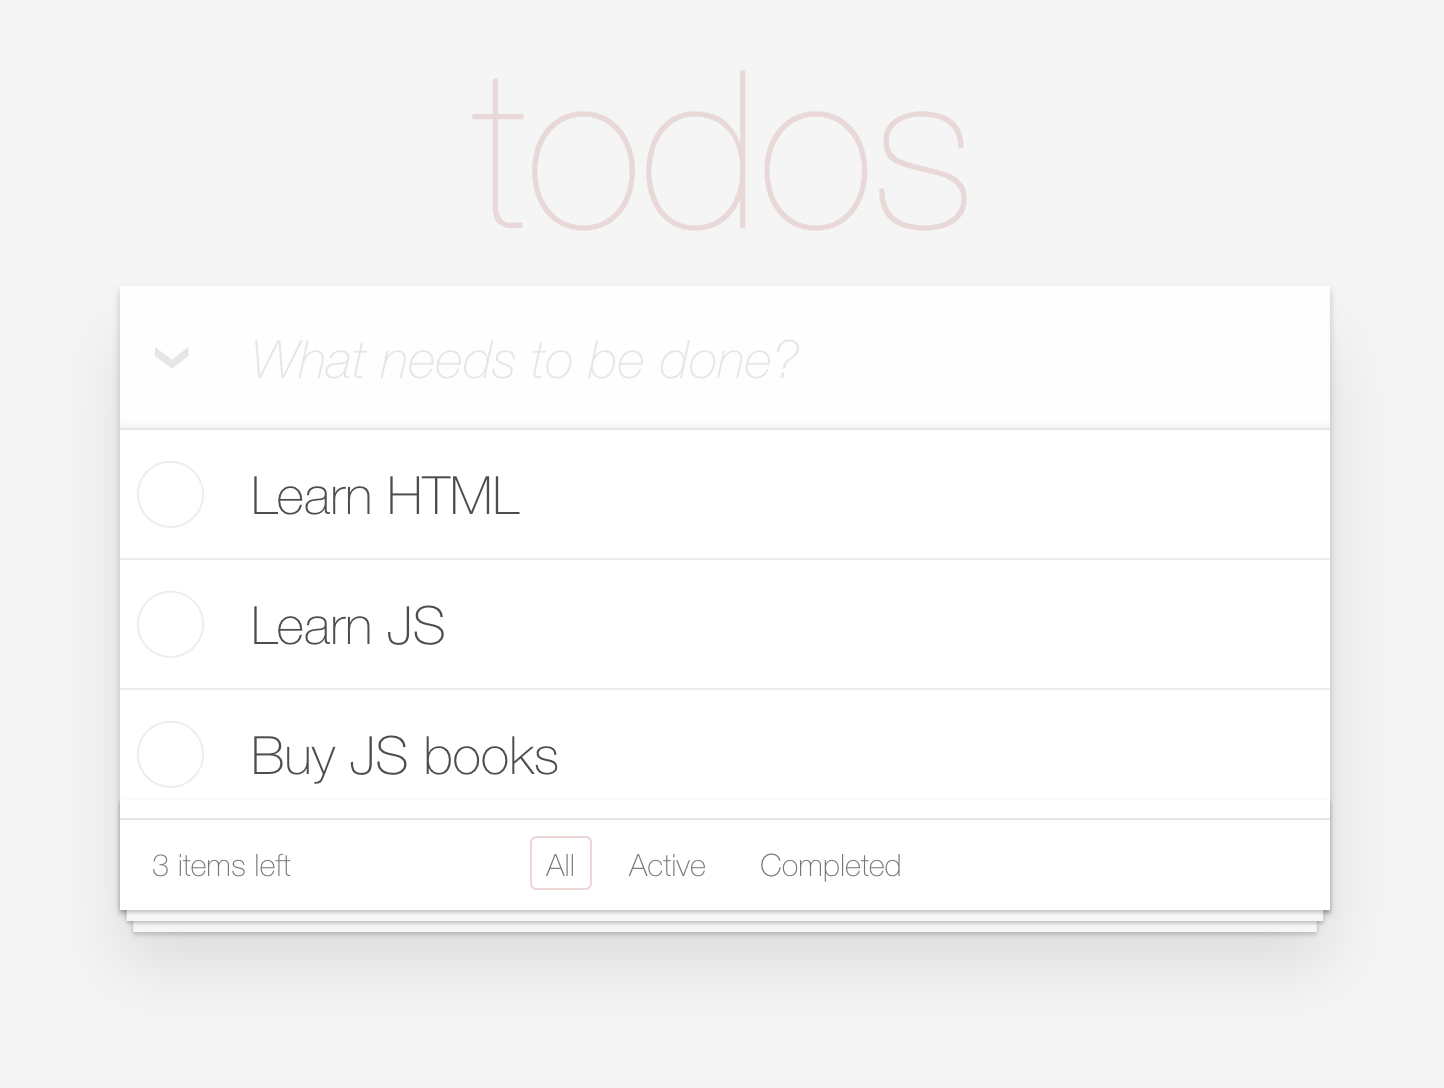 todos
What needs to be done?
Learn HTML
Learn JS
Buy JS books
3 items left All Active Completed